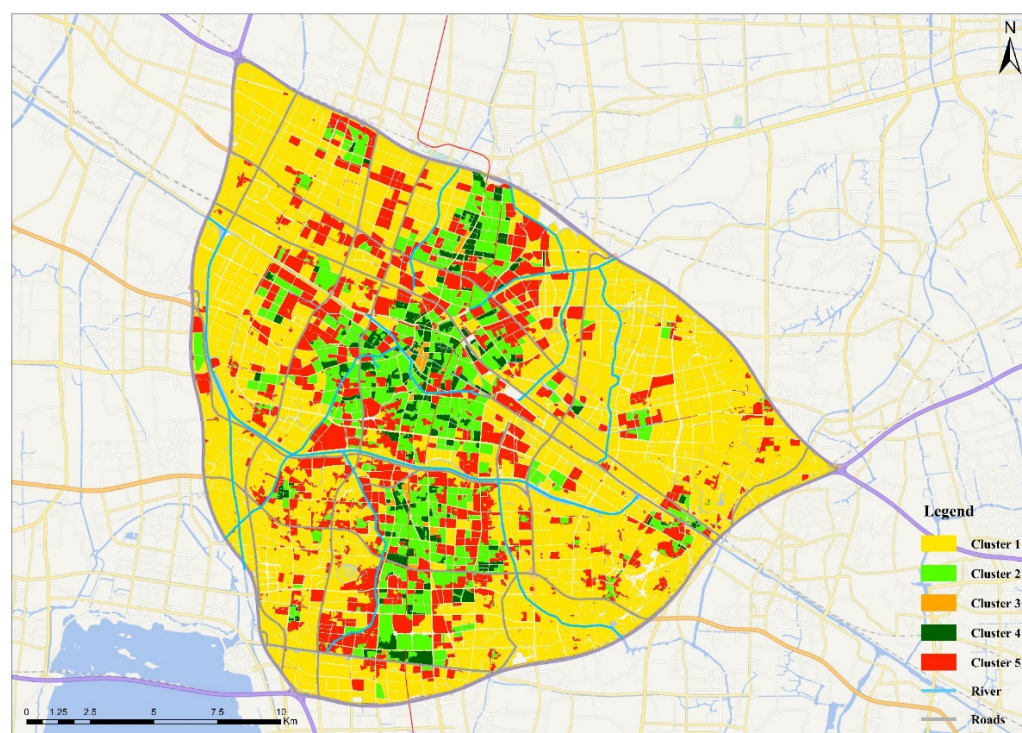 N
Legend
Cluster 1
Cluster 2
Cluster 3
Cluster 4
Cluster 5
River
Roads
0 1.25 2.5 5 7.5 10
Km